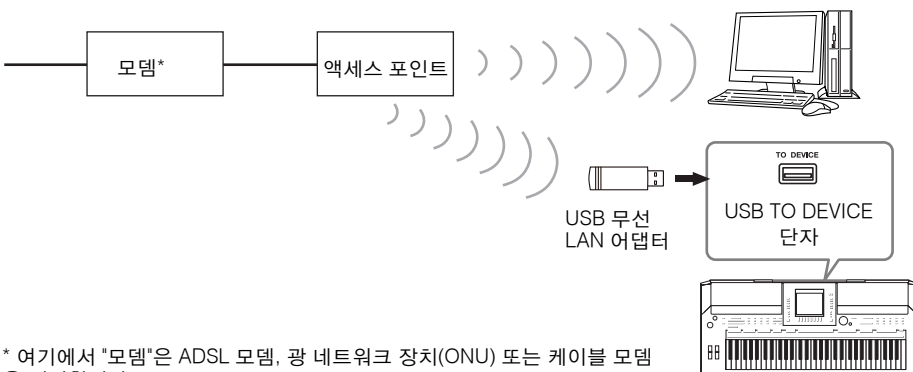 모뎀*
액세스 포인트
TO DEVICE
USB TO DEVICE
단자
USB 무선
LAN 어댑터
* 여기에서 "모뎀"은 ADSL 모뎀, 광 네트워크 장치(ONU) 또는 케이블 모뎀